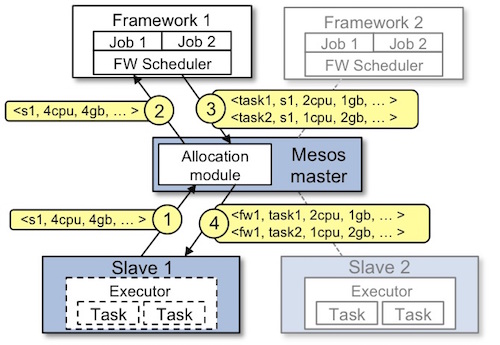 Framework 1
Job 1 Job 2
FW Scheduler
Framework 2
Job 1 Job 2
FW Scheduler
<s1, 4cpu, 4gb, ... > 2
3 <task1, s1, 2cpu, 1gb, ... >
<task2, s1, 1cpu, 2gb, ... >
Allocation
module
Mesos
master
<s1, 4cpu, 4gb, ... > 1
4 <fw1, task1, 2cpu, 1gb, ... >
<fw1, task2, 1cpu, 2gb, ... >
Slave 1
Executor
Task Task
Slave 2
Executor
Task Task